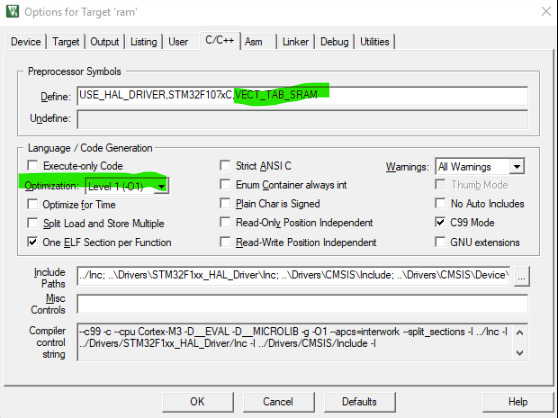 Options for Target 'ram'
Device Target Output Listing User C/C++ Asm Linker Debug Utilities
Preprocessor Symbols
Define: USE_HAL_DRIVER,STM32F107xC,VECT_TAB_SRAM
Undefine:
Language / Code Generation
Execute-only Code Strict ANSI C Warnings: All Warnings
Optimization: Level 1 (-O1) Enum Container always int Thumb Mode
Optimize for Time Plain Char is Signed No Auto Includes
Split Load and Store Multiple Read-Only Position Independent C99 Mode
One ELF Section per Function Read-Write Position Independent GNU extensions
Include Paths ../Inc; ..\Drivers\STM32F1xx_HAL_Driver\Inc; ..\Drivers\CMSIS\Include; ..\Drivers\CMSIS\Device\ ...
Misc Controls
Compiler control string --c99 -c --cpu Cortex-M3 -D__EVAL -D__MICROLIB -g -O1 --apcs=interwork --split_sections -I ../Inc -I
../Drivers/STM32F1xx_HAL_Driver/Inc -I ../Drivers/CMSIS/Include -I
OK Cancel Defaults Help